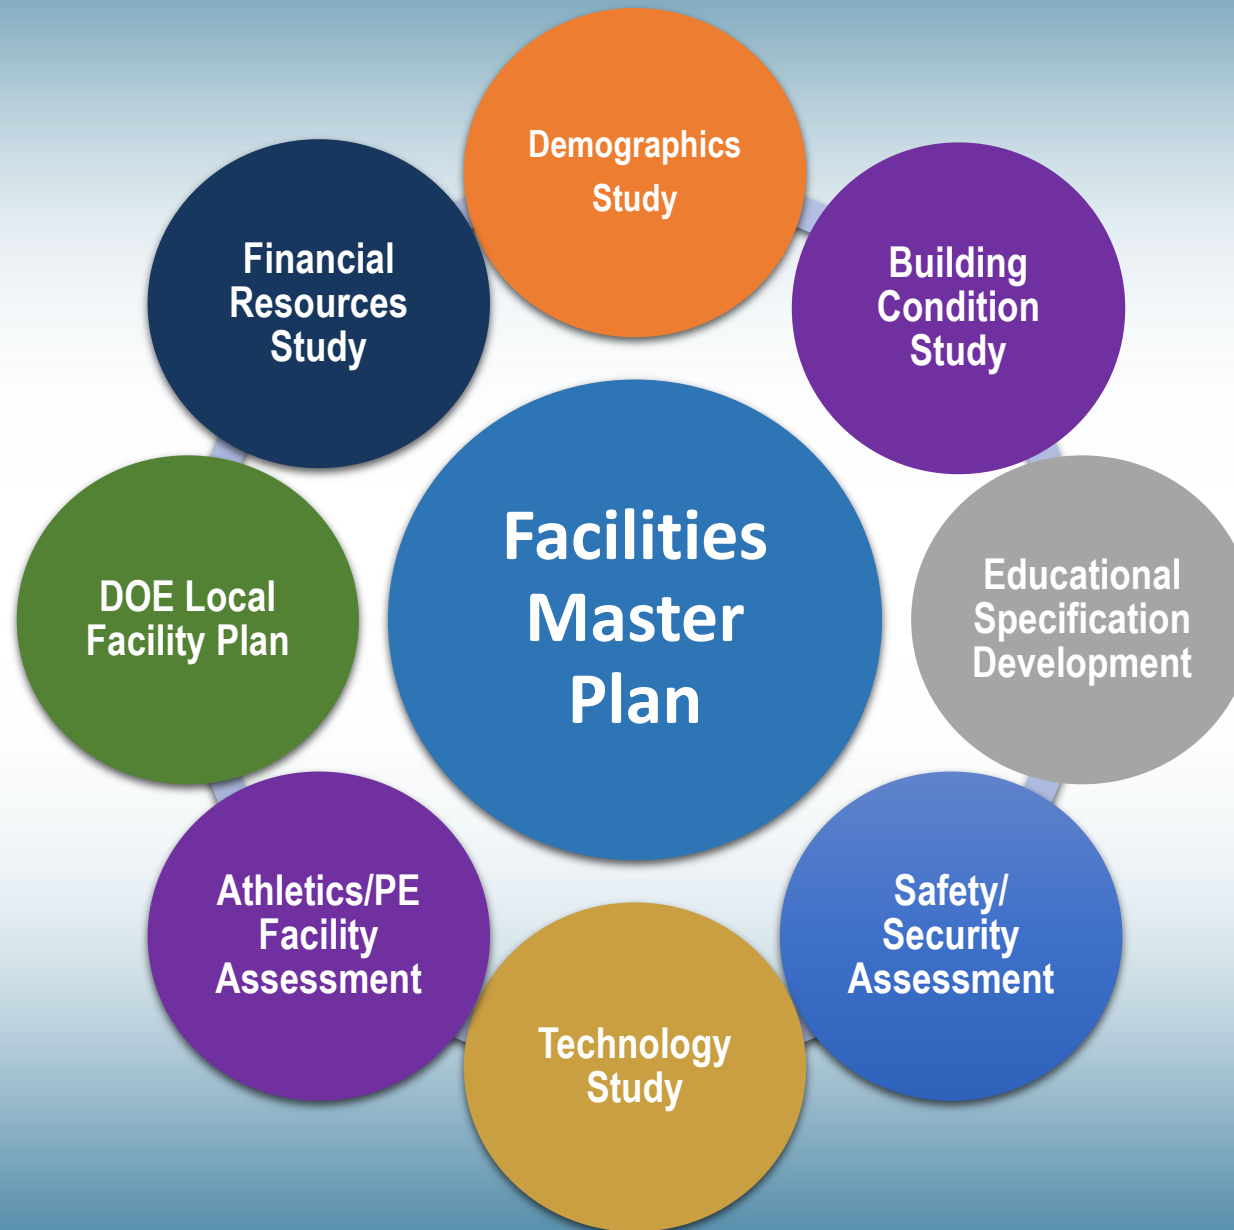 Demographics
Study
Financial
Resources
Study
Building
Condition
Study
Facilities
Master
Plan
DOE Local
Facility Plan
Educational
Specification
Development
Athletics/PE
Facility
Assessment
Safety/
Security
Assessment
Technology
Study